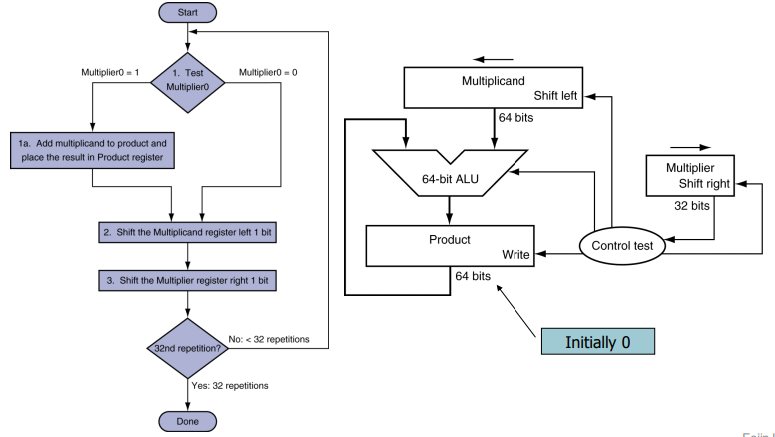 Start
Multiplier0 = 1
1. Test
Multiplier0
Multiplier0 = 0
1a. Add multiplicand to product and
place the result in Product register
2. Shift the Multiplicand register left 1 bit
3. Shift the Multiplier register right 1 bit
32nd repetition?
No: < 32 repetitions
Yes: 32 repetitions
Done
Multiplicand
Shift left
64 bits
64-bit ALU
Multiplier
Shift right
32 bits
Product
Write
Control test
64 bits
Initially 0